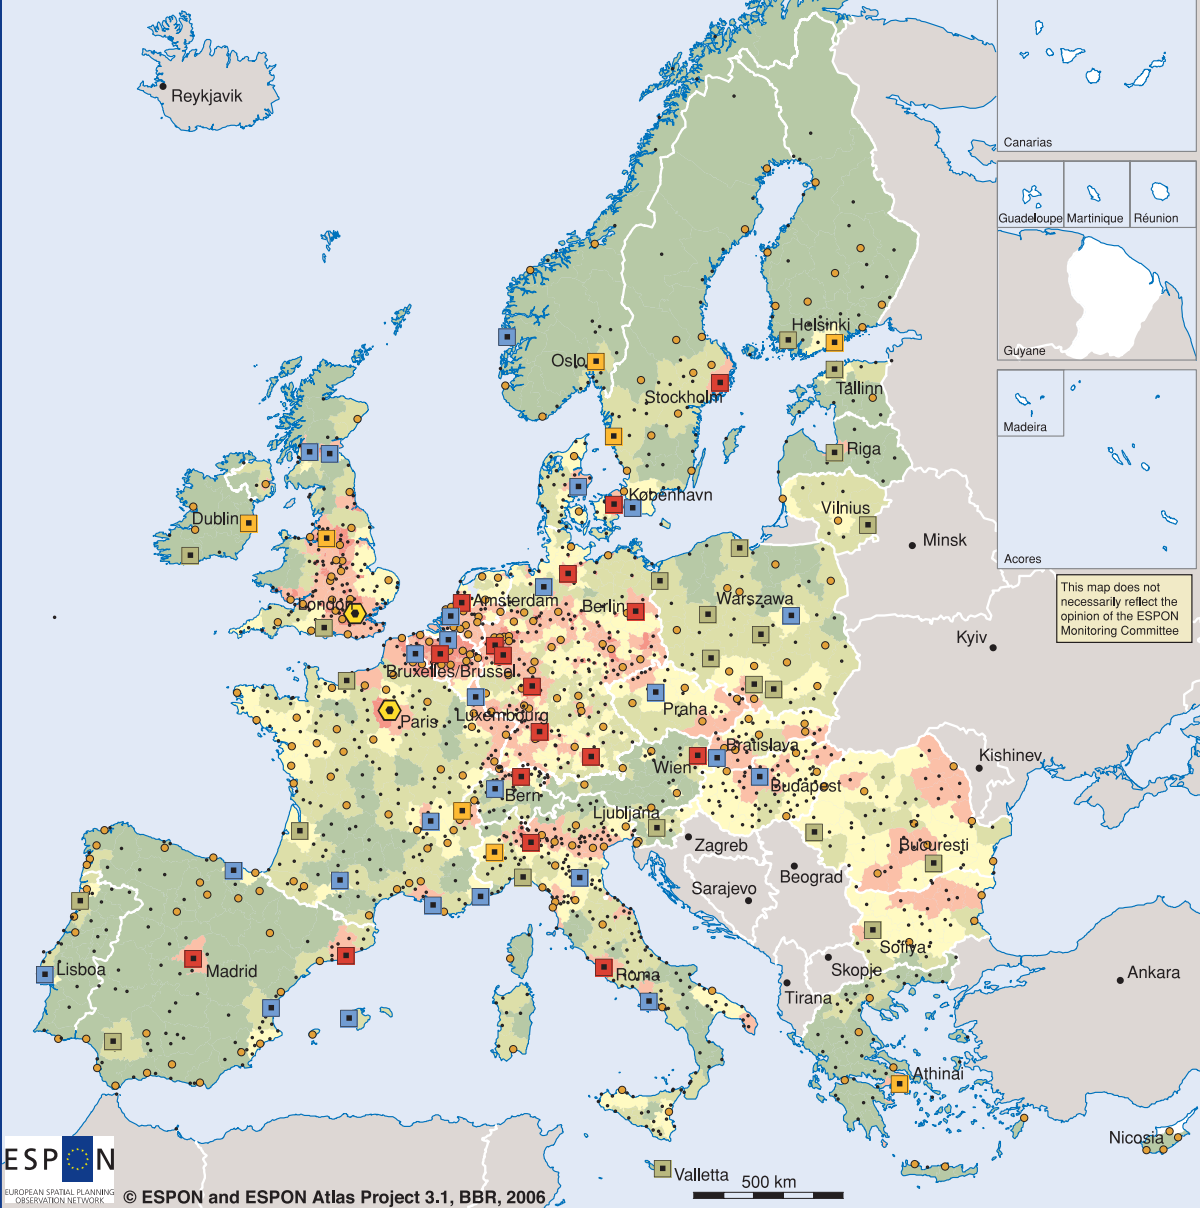 Reykjavik
Canarias
Guadeloupe
Martinique
Réunion
Guyane
Madeira
Acores
This map does not
necessarily reflect the
opinion of the ESPON
Monitoring Committee
Helsinki
Oslo
Stockholm
Tallinn
Riga
København
Vilnius
Dublin
Minsk
London
Amsterdam
Berlin
Warszawa
Kyiv
Bruxelles/Brussel
Luxembourg
Paris
Praha
Bratislava
Wien
Kishinev
Budapest
Bern
Ljubljana
Zagreb
Bucuresti
Beograd
Sarajevo
Sofiya
Lisboa
Madrid
Roma
Skopje
Ankara
Tirana
Athinai
Nicosia
Valletta
500 km
ESPON
EUROPEAN SPATIAL PLANNING
OBSERVATION NETWORK
© ESPON and ESPON Atlas Project 3.1, BBR, 2006